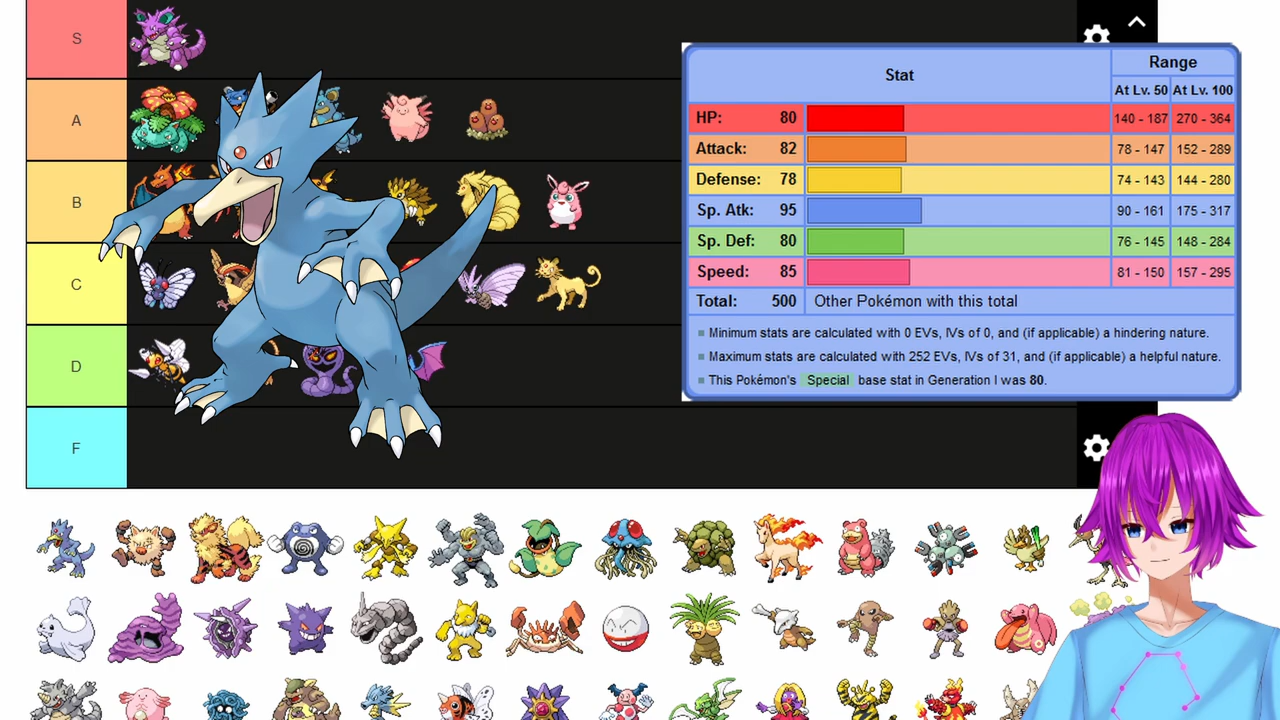 S
A
B
C
D
F
Stat
Range
At Lv. 50 At Lv. 100
HP: 80 140 - 187 270 - 364
Attack: 82 78 - 147 152 - 289
Defense: 78 74 - 143 144 - 280
Sp. Atk: 95 90 - 161 175 - 317
Sp. Def: 80 76 - 145 148 - 284
Speed: 85 81 - 150 157 - 295
Total: 500 Other Pokémon with this total
Minimum stats are calculated with 0 EVs, IVs of 0, and (if applicable) a hindering nature.
Maximum stats are calculated with 252 EVs, IVs of 31, and (if applicable) a helpful nature.
This Pokémon's Special base stat in Generation I was 80.